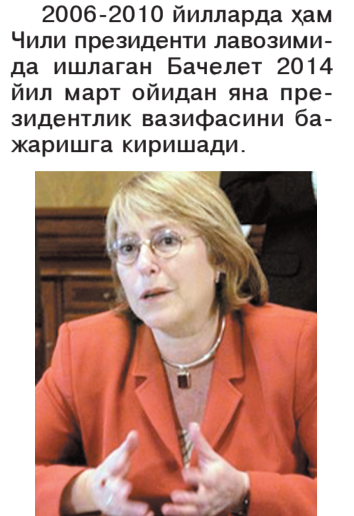 2006-2010 йилларда ҳам
Чили президенти лавозими-
да ишлаган Бачелет 2014
йил март ойидан яна пре-
зидентлик вазифасини ба-
жаришга киришади.